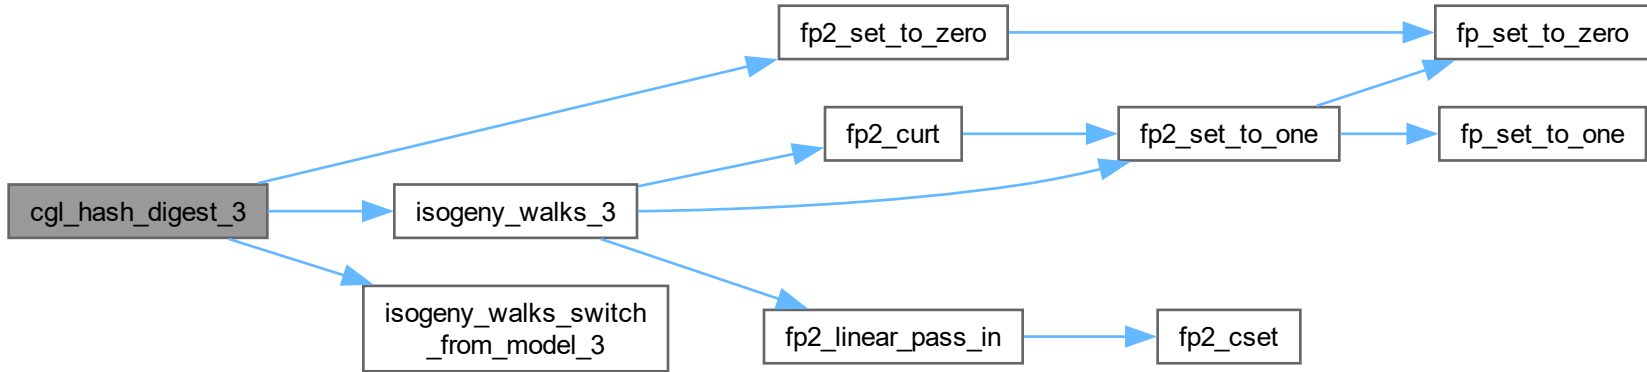 fp2_set_to_zero
fp_set_to_zero
fp2_curt
fp2_set_to_one
fp_set_to_one
cgl_hash_digest_3
isogeny_walks_3
isogeny_walks_switch
_from_model_3
fp2_linear_pass_in
fp2_cset